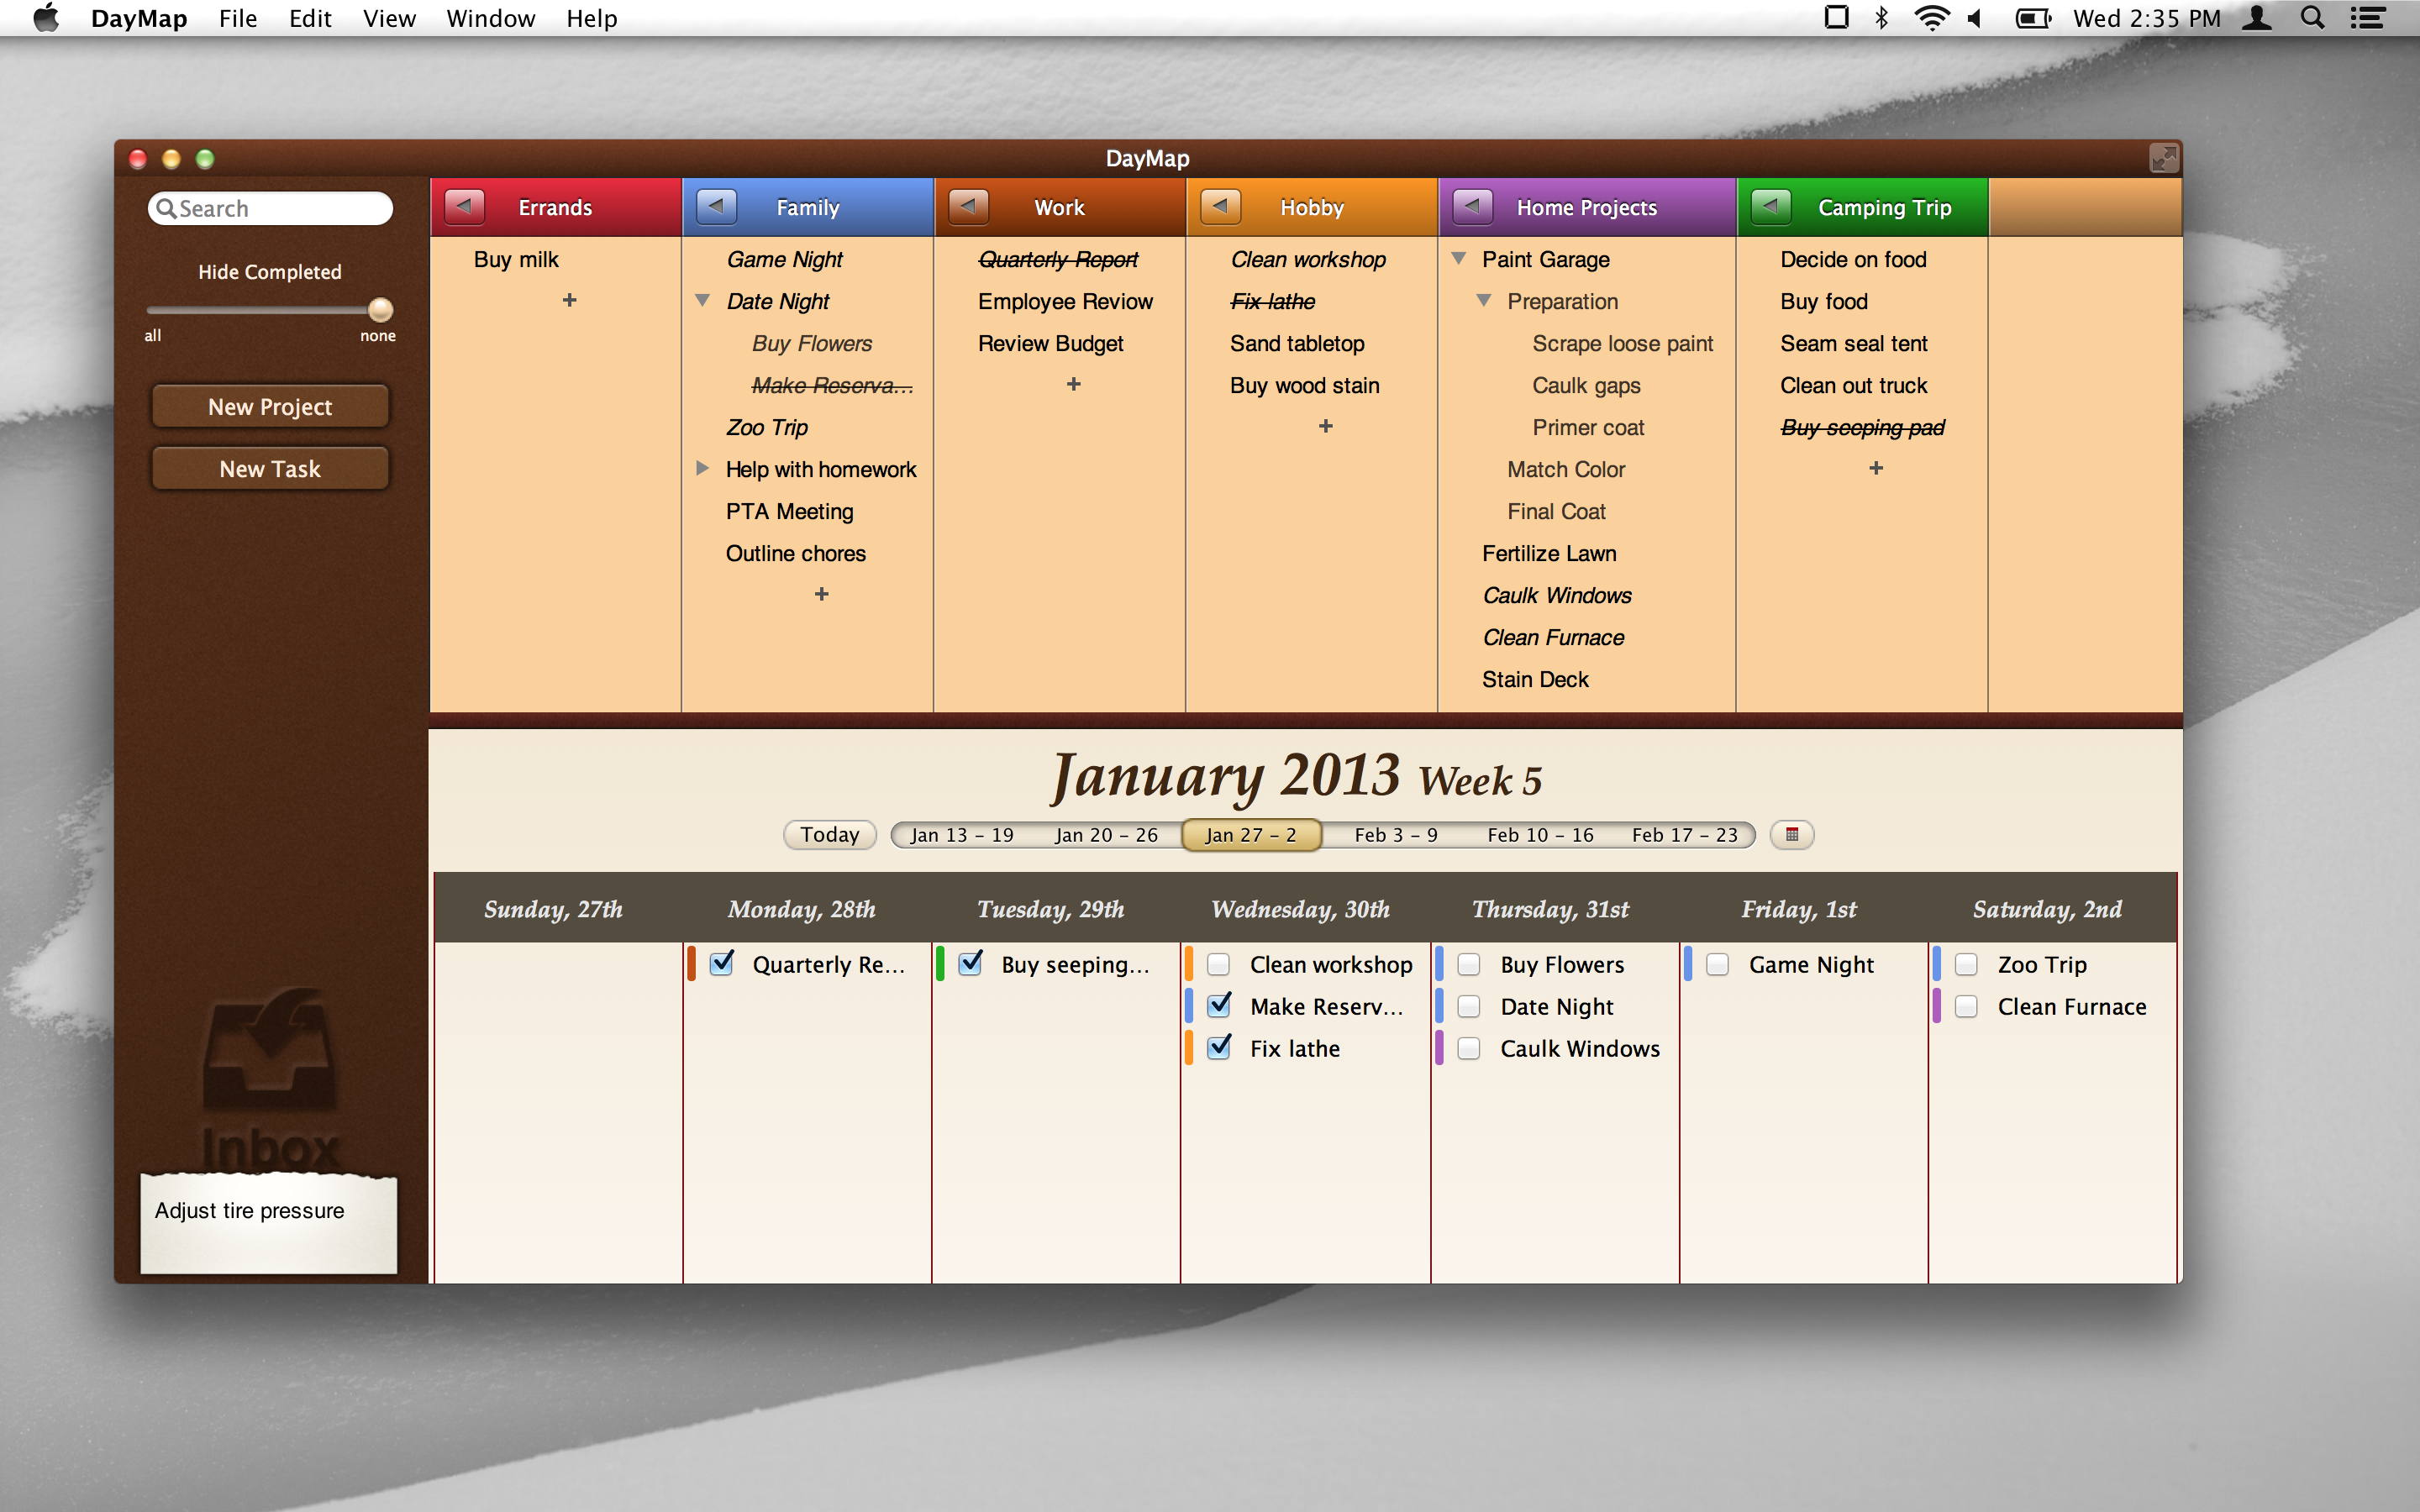 DayMap File Edit View Window Help Wed 2:35 PM
DayMap
Search
Hide Completed
all none
New Project
New Task
Inbox
Adjust tire pressure
Errands
Buy milk
+
Family
Game Night
Date Night
Buy Flowers
Make Reserva...
Zoo Trip
Help with homework
PTA Meeting
Outline chores
+
Work
Quarterly Report
Employee Review
Review Budget
+
Hobby
Clean workshop
Fix lathe
Sand tabletop
Buy wood stain
+
Home Projects
Paint Garage
Preparation
Scrape loose paint
Caulk gaps
Primer coat
Match Color
Final Coat
Fertilize Lawn
Caulk Windows
Clean Furnace
Stain Deck
Camping Trip
Decide on food
Buy food
Seam seal tent
Clean out truck
Buy seeping pad
+
January 2013 Week 5
Today Jan 13 – 19 Jan 20 – 26 Jan 27 – 2 Feb 3 – 9 Feb 10 – 16 Feb 17 – 23
Sunday, 27th
Monday, 28th
Quarterly Re...
Tuesday, 29th
Buy seeping...
Wednesday, 30th
Clean workshop
Make Reserv...
Fix lathe
Thursday, 31st
Buy Flowers
Date Night
Caulk Windows
Friday, 1st
Game Night
Saturday, 2nd
Zoo Trip
Clean Furnace